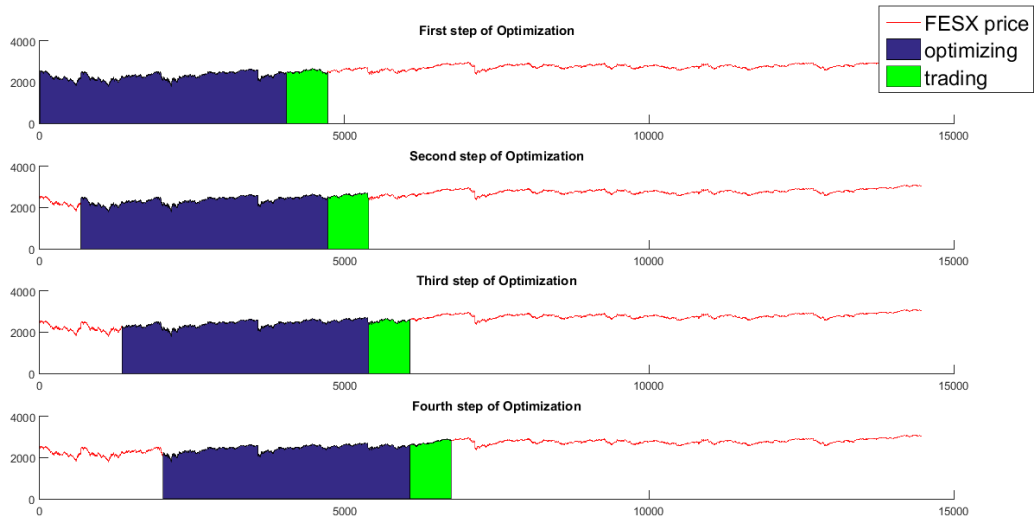 First step of Optimization
FESX price
optimizing
trading
4000
2000
0
0 5000 10000 15000
Second step of Optimization
4000
2000
0
0 5000 10000 15000
Third step of Optimization
4000
2000
0
0 5000 10000 15000
Fourth step of Optimization
4000
2000
0
0 5000 10000 15000